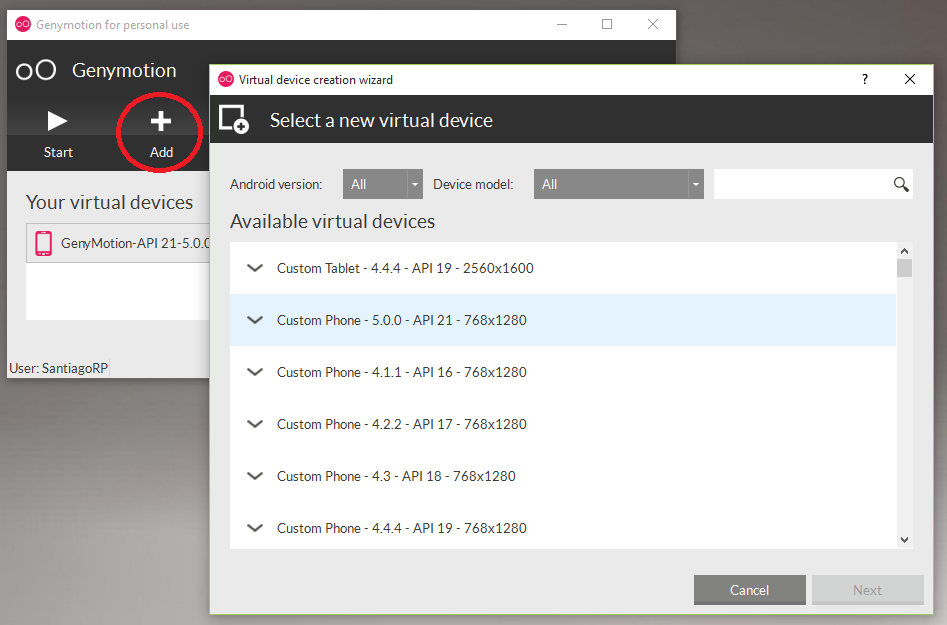 Genymotion for personal use
Genymotion
Start
Add
Your virtual devices
GenyMotion-API 21-5.0.0
User: SantiagoRP
Virtual device creation wizard
?
Select a new virtual device
Android version: All Device model: All
Available virtual devices
Custom Tablet - 4.4.4 - API 19 - 2560x1600
Custom Phone - 5.0.0 - API 21 - 768x1280
Custom Phone - 4.1.1 - API 16 - 768x1280
Custom Phone - 4.2.2 - API 17 - 768x1280
Custom Phone - 4.3 - API 18 - 768x1280
Custom Phone - 4.4.4 - API 19 - 768x1280
Cancel Next